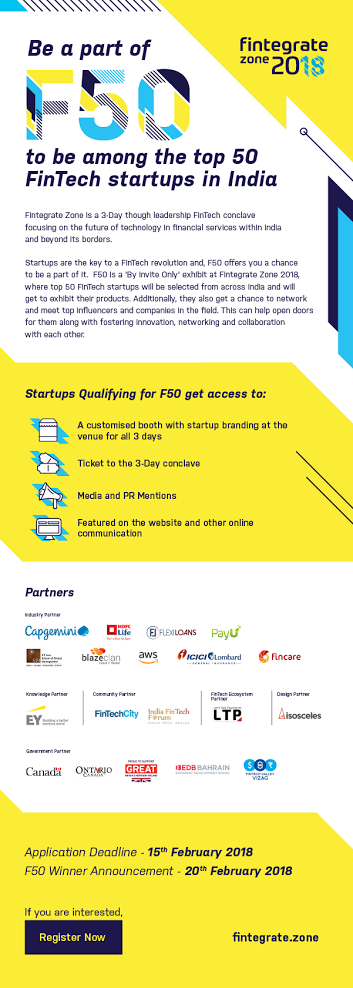 Be a part of
fintegrate
zone 2018
F50
to be among the top 50
FinTech startups in India
Fintegrate Zone is a 3-Day though leadership FinTech conclave
focusing on the future of technology in financial services within India
and beyond its borders.
Startups are the key to a FinTech revolution and, F50 offers you a chance
to be a part of it. F50 is a 'By Invite Only' exhibit at Fintegrate Zone 2018,
where top 50 FinTech startups will be selected from across India and will
get to exhibit their products. Additionally, they also get a chance to network
and meet top influencers and companies in the field. This can help open doors
for them along with fostering innovation, networking and collaboration
with each other.
Startups Qualifying for F50 get access to:
A customised booth with startup branding at the
venue for all 3 days
Ticket to the 3-Day conclave
Media and PR Mentions
Featured on the website and other online
communication
Partners
Industry Partner
Capgemini
HDFC
Life
FLEXILOANS
PayU
blazeclan
aws
ICICI Lombard
GENERAL INSURANCE
fincare
Knowledge Partner
Community Partner
FinTech Ecosystem
Partner
Design Partner
EY
Building a better
working world
FinTechCity
India FinTech
Forum
LTP
isosceles
Government Partner
Canada
ONTARIO
CANADA
GREAT
EDB BAHRAIN
FINTECH VALLEY
VIZAG
Application Deadline - 15th February 2018
F50 Winner Announcement - 20th February 2018
If you are interested,
Register Now
fintegrate.zone